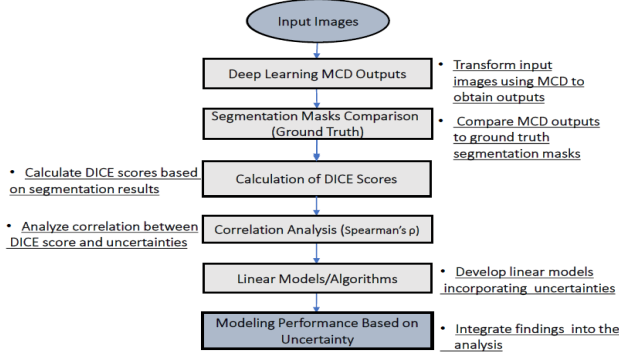 Input Images
Deep Learning MCD Outputs
• Transform input
images using MCD to
obtain outputs
Segmentation Masks Comparison
(Ground Truth)
• Compare MCD outputs
to ground truth
segmentation masks
• Calculate DICE scores based
on segmentation results
Calculation of DICE Scores
• Analyze correlation between
DICE score and uncertainties
Correlation Analysis (Spearman's ρ)
Linear Models/Algorithms
• Develop linear models
incorporating uncertainties
Modeling Performance Based on
Uncertainty
• Integrate findings into the
analysis